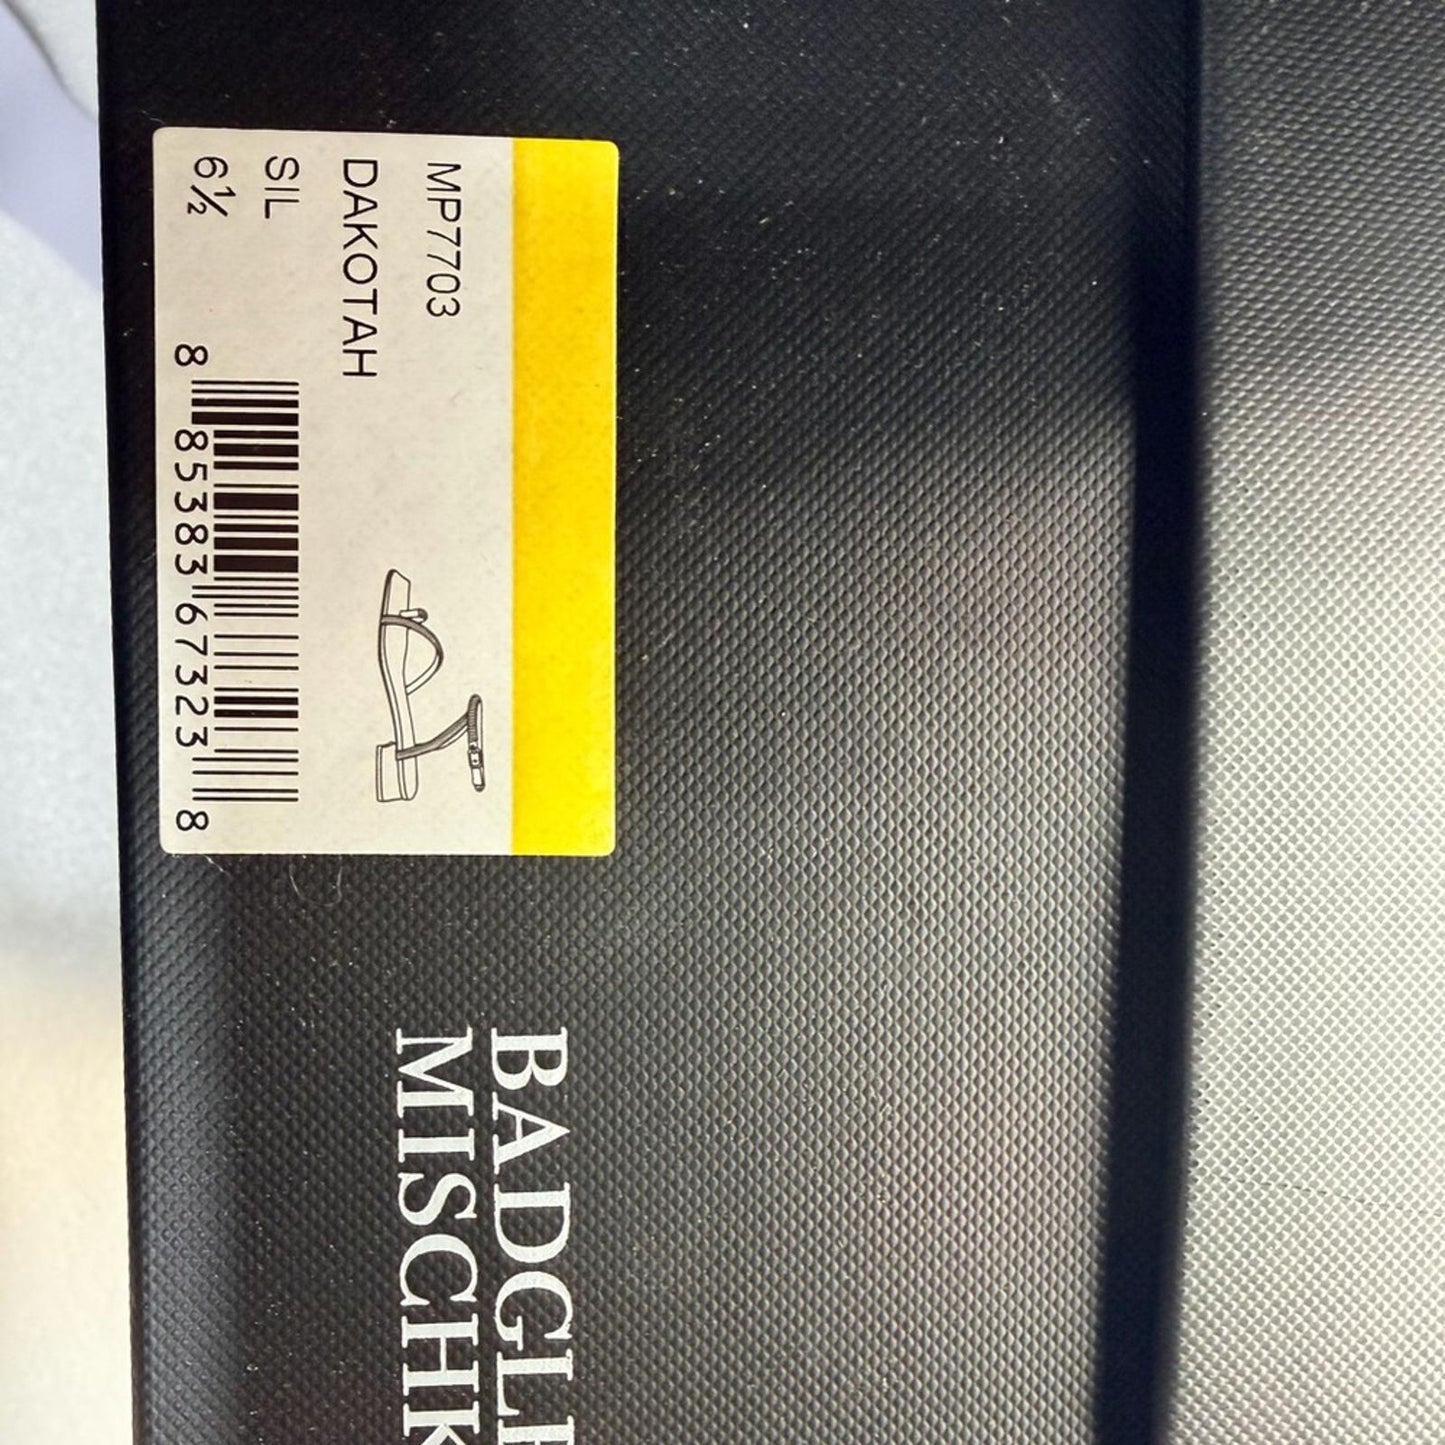 MP7703
DAKOTAH
SIL
6½
8 85383 67323 8
BADGL
MISCHK